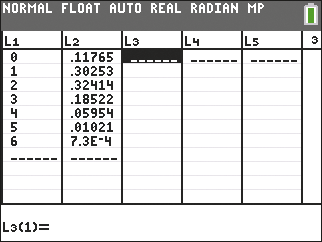 NORMAL FLOAT AUTO REAL RADIAN MP
L1 L2 L3 L4 L5 3
0 .11765 ------ ------ ------
1 .30253
2 .32414
3 .18522
4 .05954
5 .01021
6 7.3E-4
------ ------
L3(1)=